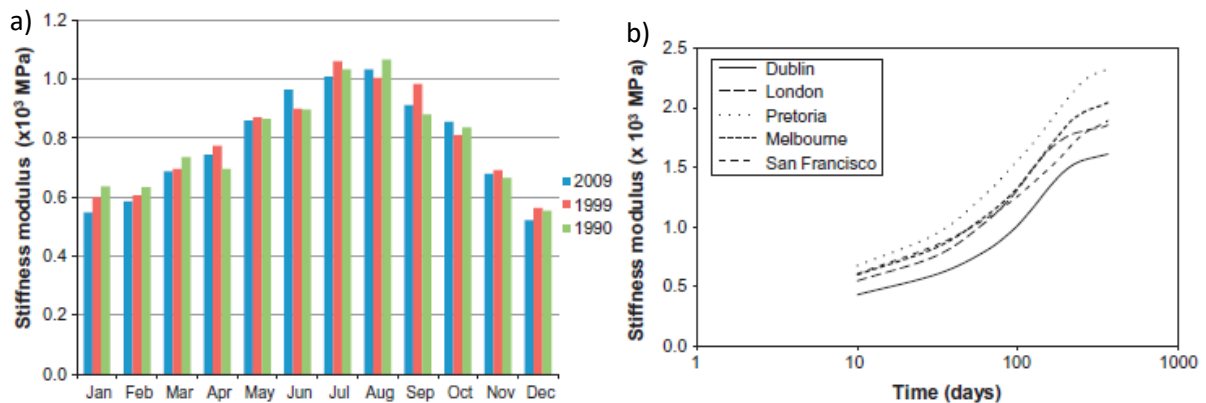 a)
Stiffness modulus (x10³ MPa)
1.2
1.0
0.8
0.6
0.4
0.2
0.0
Jan Feb Mar Apr May Jun Jul Aug Sep Oct Nov Dec
2009
1999
1990
b)
Stiffness modulus (x 10³ MPa)
2.5
2.0
1.5
1.0
0.5
0.0
Dublin
London
Pretoria
Melbourne
San Francisco
1 10 100 1000
Time (days)